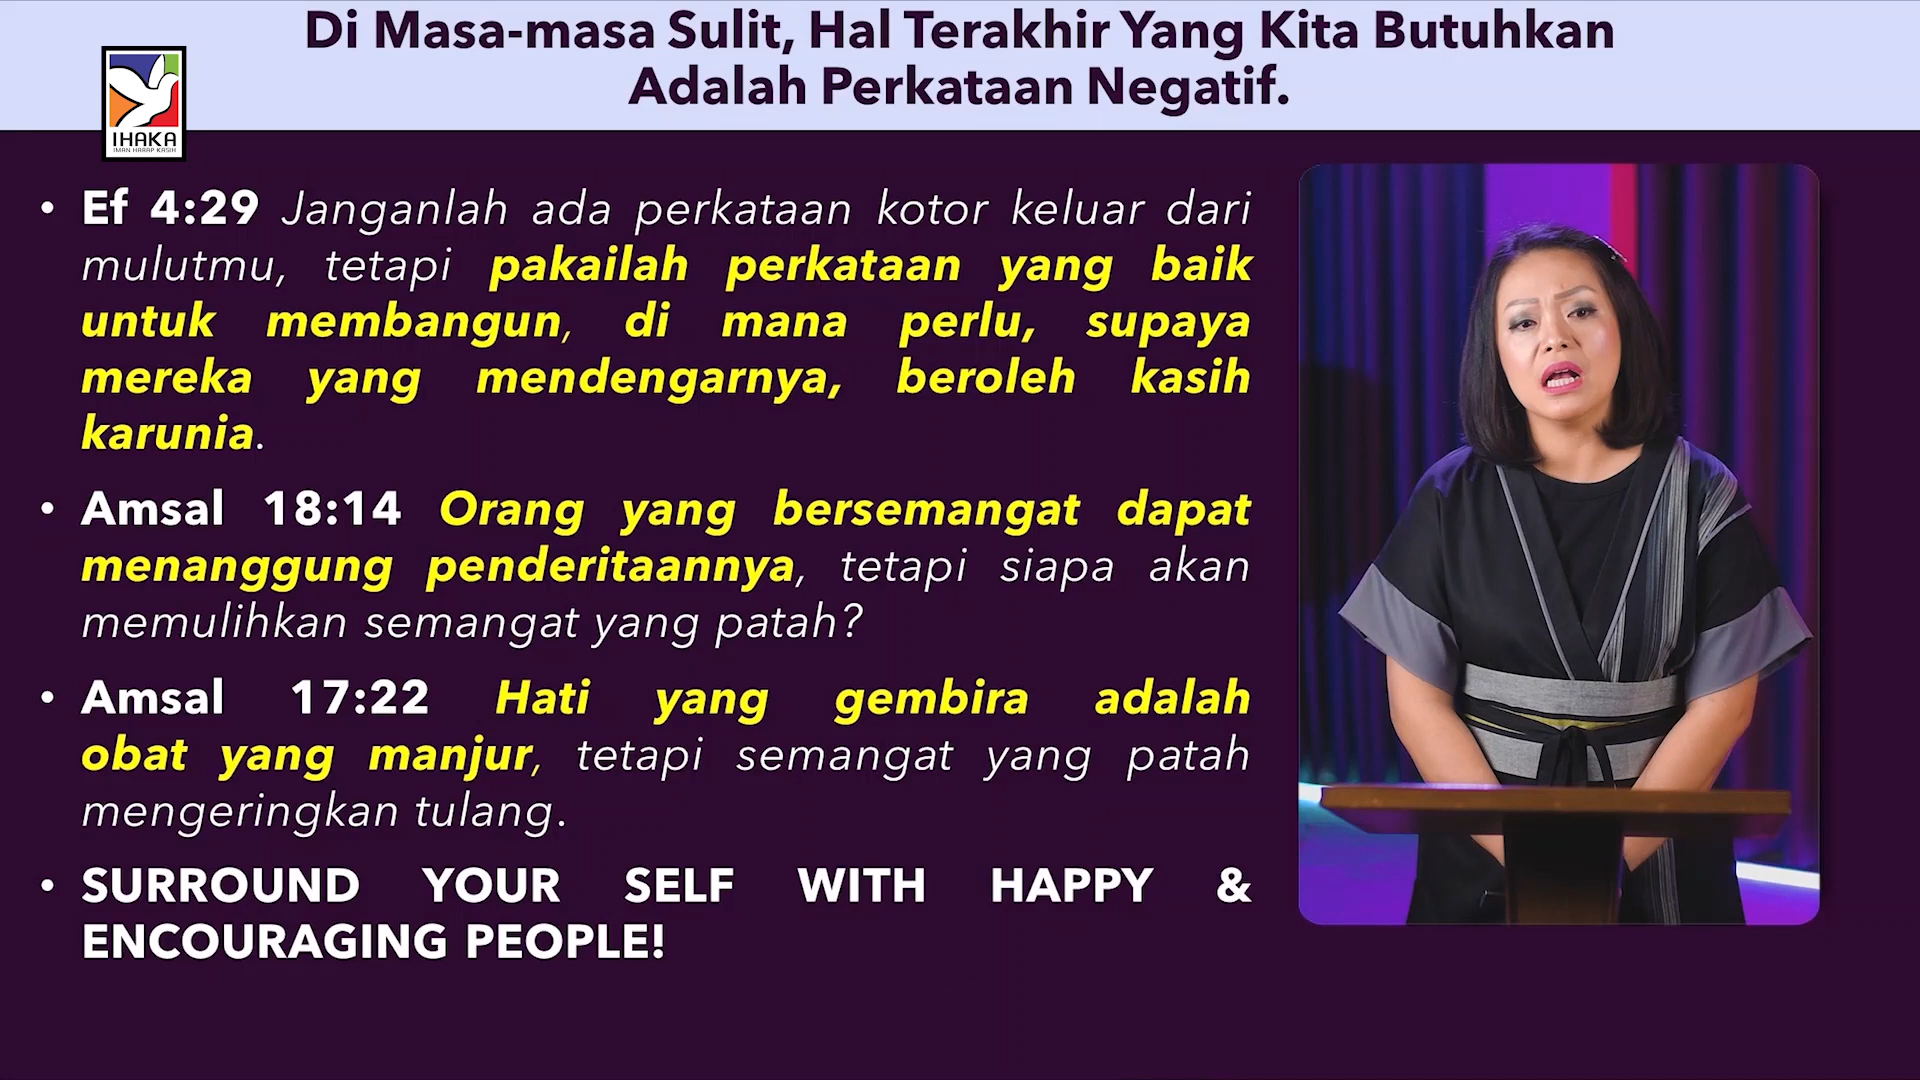 Di Masa-masa Sulit, Hal Terakhir Yang Kita Butuhkan
Adalah Perkataan Negatif.
IHAKA
IMAN HARAP KASIH
• Ef 4:29 Janganlah ada perkataan kotor keluar dari
mulutmu, tetapi pakailah perkataan yang baik
untuk membangun, di mana perlu, supaya
mereka yang mendengarnya, beroleh kasih
karunia.
• Amsal 18:14 Orang yang bersemangat dapat
menanggung penderitaannya, tetapi siapa akan
memulihkan semangat yang patah?
• Amsal 17:22 Hati yang gembira adalah
obat yang manjur, tetapi semangat yang patah
mengeringkan tulang.
• SURROUND YOUR SELF WITH HAPPY &
ENCOURAGING PEOPLE!